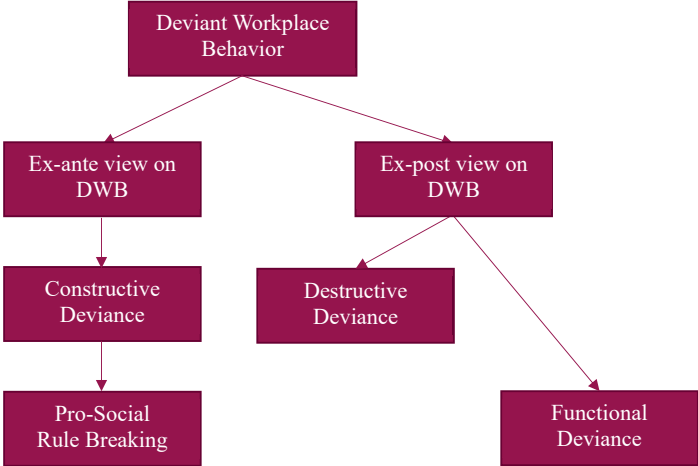 Deviant Workplace
Behavior
Ex-ante view on
DWB
Ex-post view on
DWB
Constructive
Deviance
Destructive
Deviance
Pro-Social
Rule Breaking
Functional
Deviance